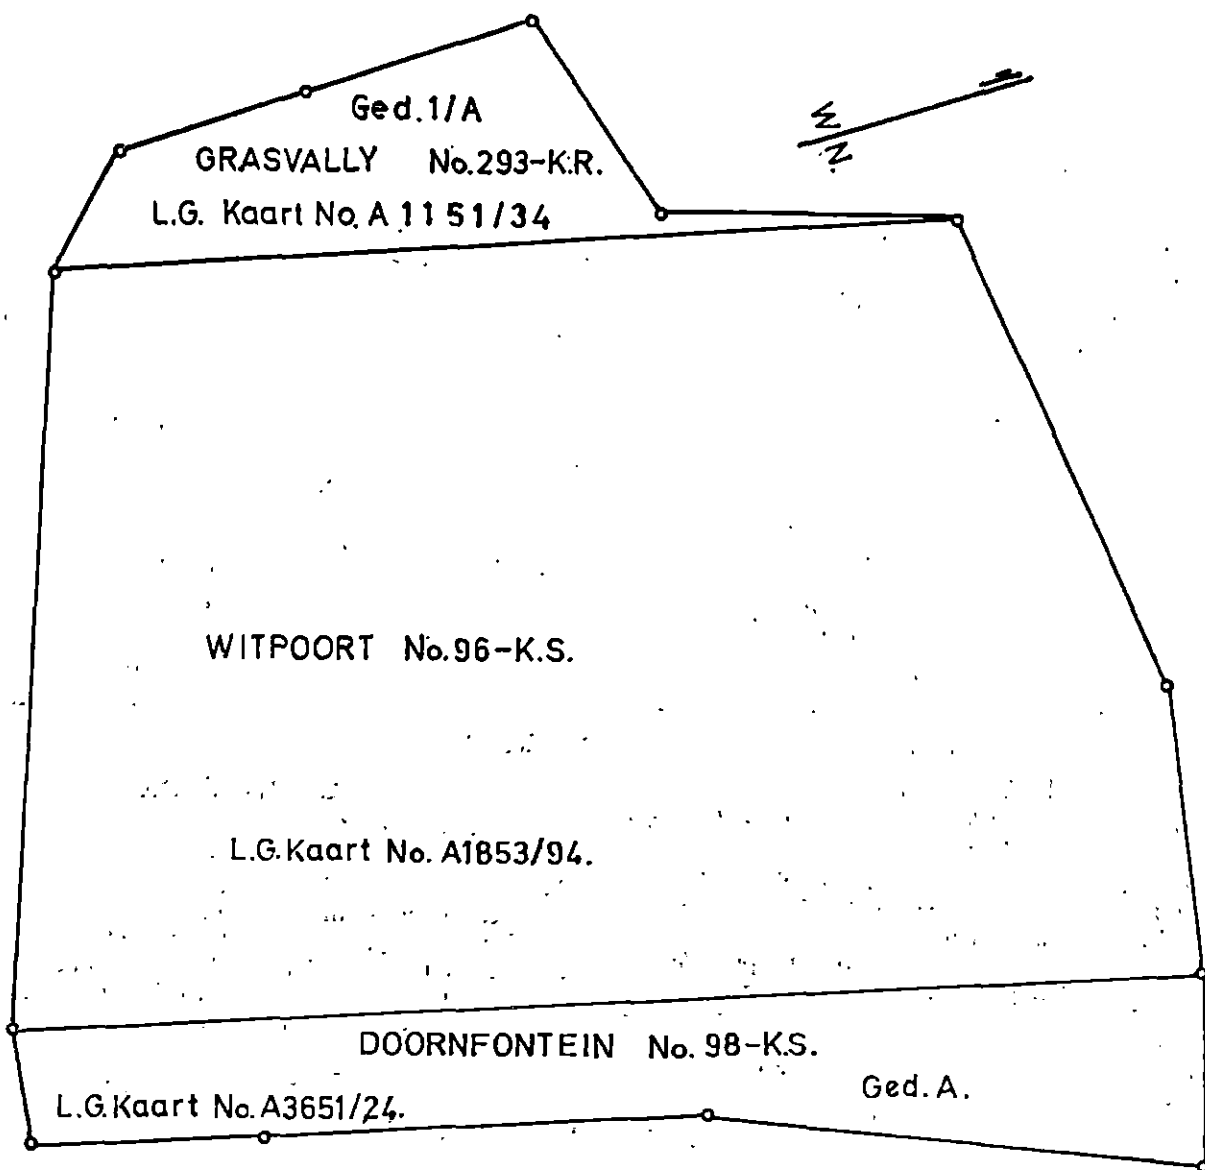 Ged.1/A
GRASVALLY No.293-K.R.
L.G. Kaart No. A 1151/34
W.N.
WITPOORT No.96-K.S.
L.G.Kaart No. A1853/94.
DOORNFONTEIN No. 98-K.S.
Ged. A.
L.G.Kaart No.A3651/24.